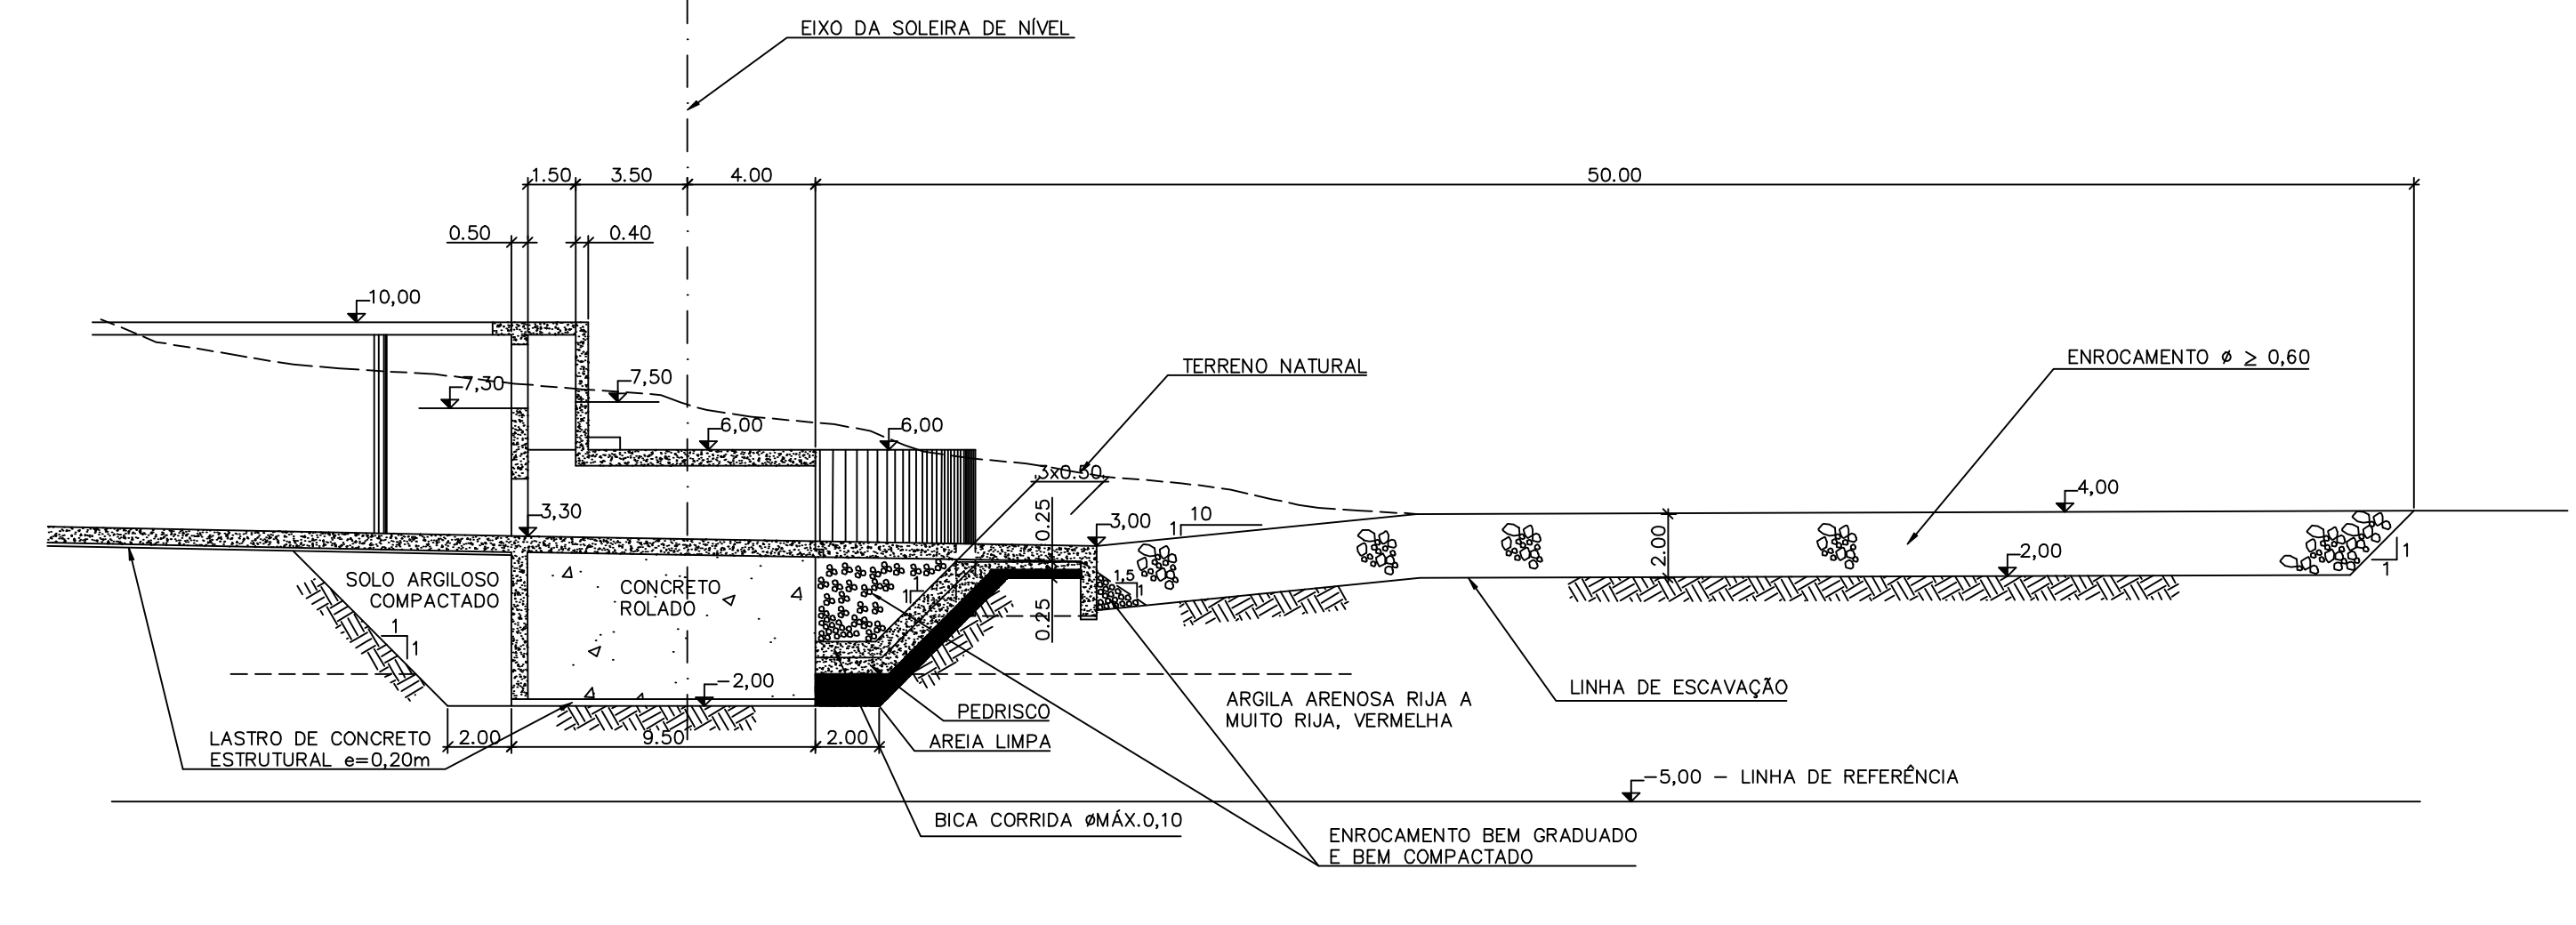 EIXO DA SOLEIRA DE NÍVEL
1.50
3.50
4.00
50.00
0.50
0.40
10,00
7,30
7,50
TERRENO NATURAL
ENROCAMENTO ø ≥ 0,60
6,00
6,00
3x0.50
4,00
3,30
0.25
3,00
10
1
2.00
2,00
1
1
SOLO ARGILOSO
COMPACTADO
CONCRETO
ROLADO
1
1
1,5
1
0.25
1
1
-2,00
ARGILA ARENOSA RIJA A
MUITO RIJA, VERMELHA
LINHA DE ESCAVAÇÃO
PEDRISCO
AREIA LIMPA
LASTRO DE CONCRETO
ESTRUTURAL e=0,20m
2.00
9.50
2.00
-5,00 - LINHA DE REFERÊNCIA
BICA CORRIDA øMÁX.0,10
ENROCAMENTO BEM GRADUADO
E BEM COMPACTADO